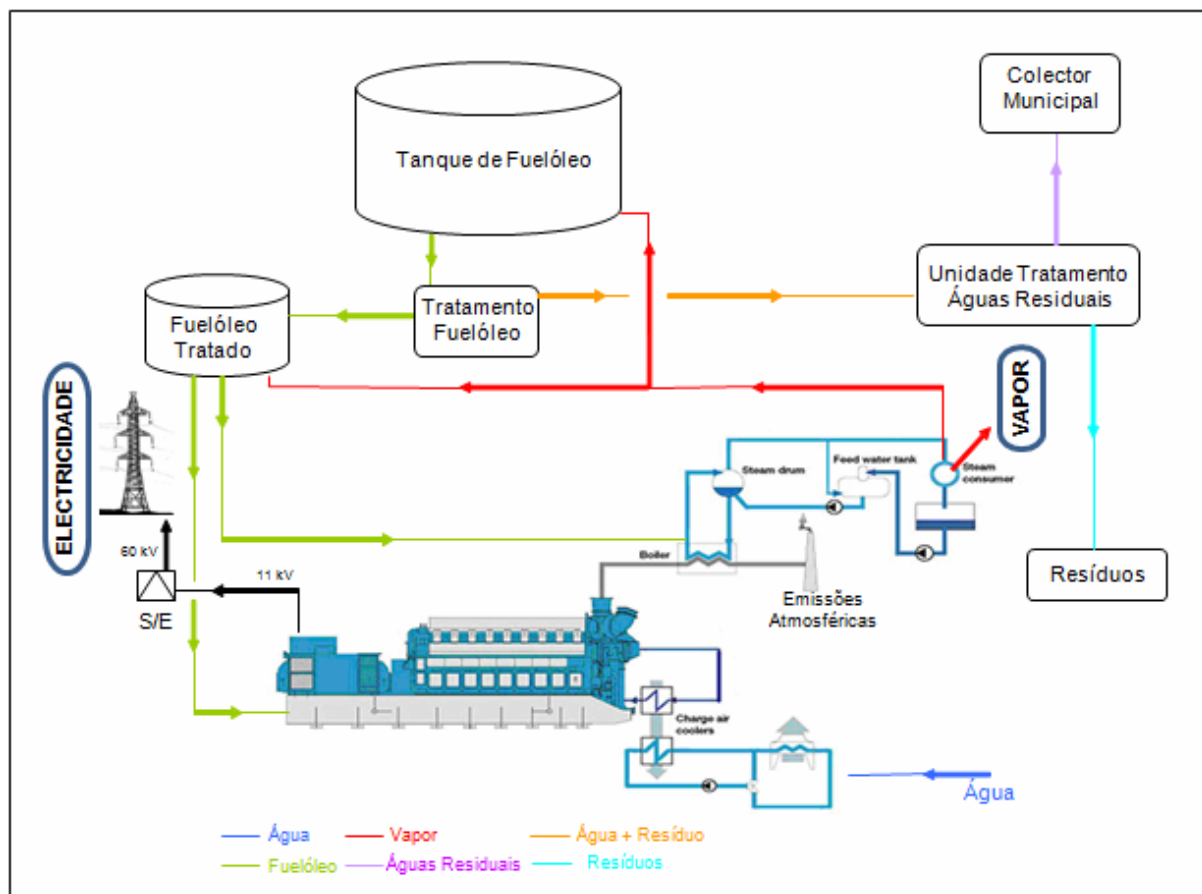 Colector
Municipal
Tanque de Fuelóleo
Unidade Tratamento
Águas Residuais
Tratamento
Fuelóleo
Fuelóleo
Tratado
ELECTRICIDADE
VAPOR
Steam drum
Feed water tank
Steam
consumer
60 kV
11 kV
Boiler
S/E
Emissões
Atmosféricas
Resíduos
Charge air
coolers
Água
Água
Vapor
Água + Resíduo
Fuelóleo
Águas Residuais
Resíduos